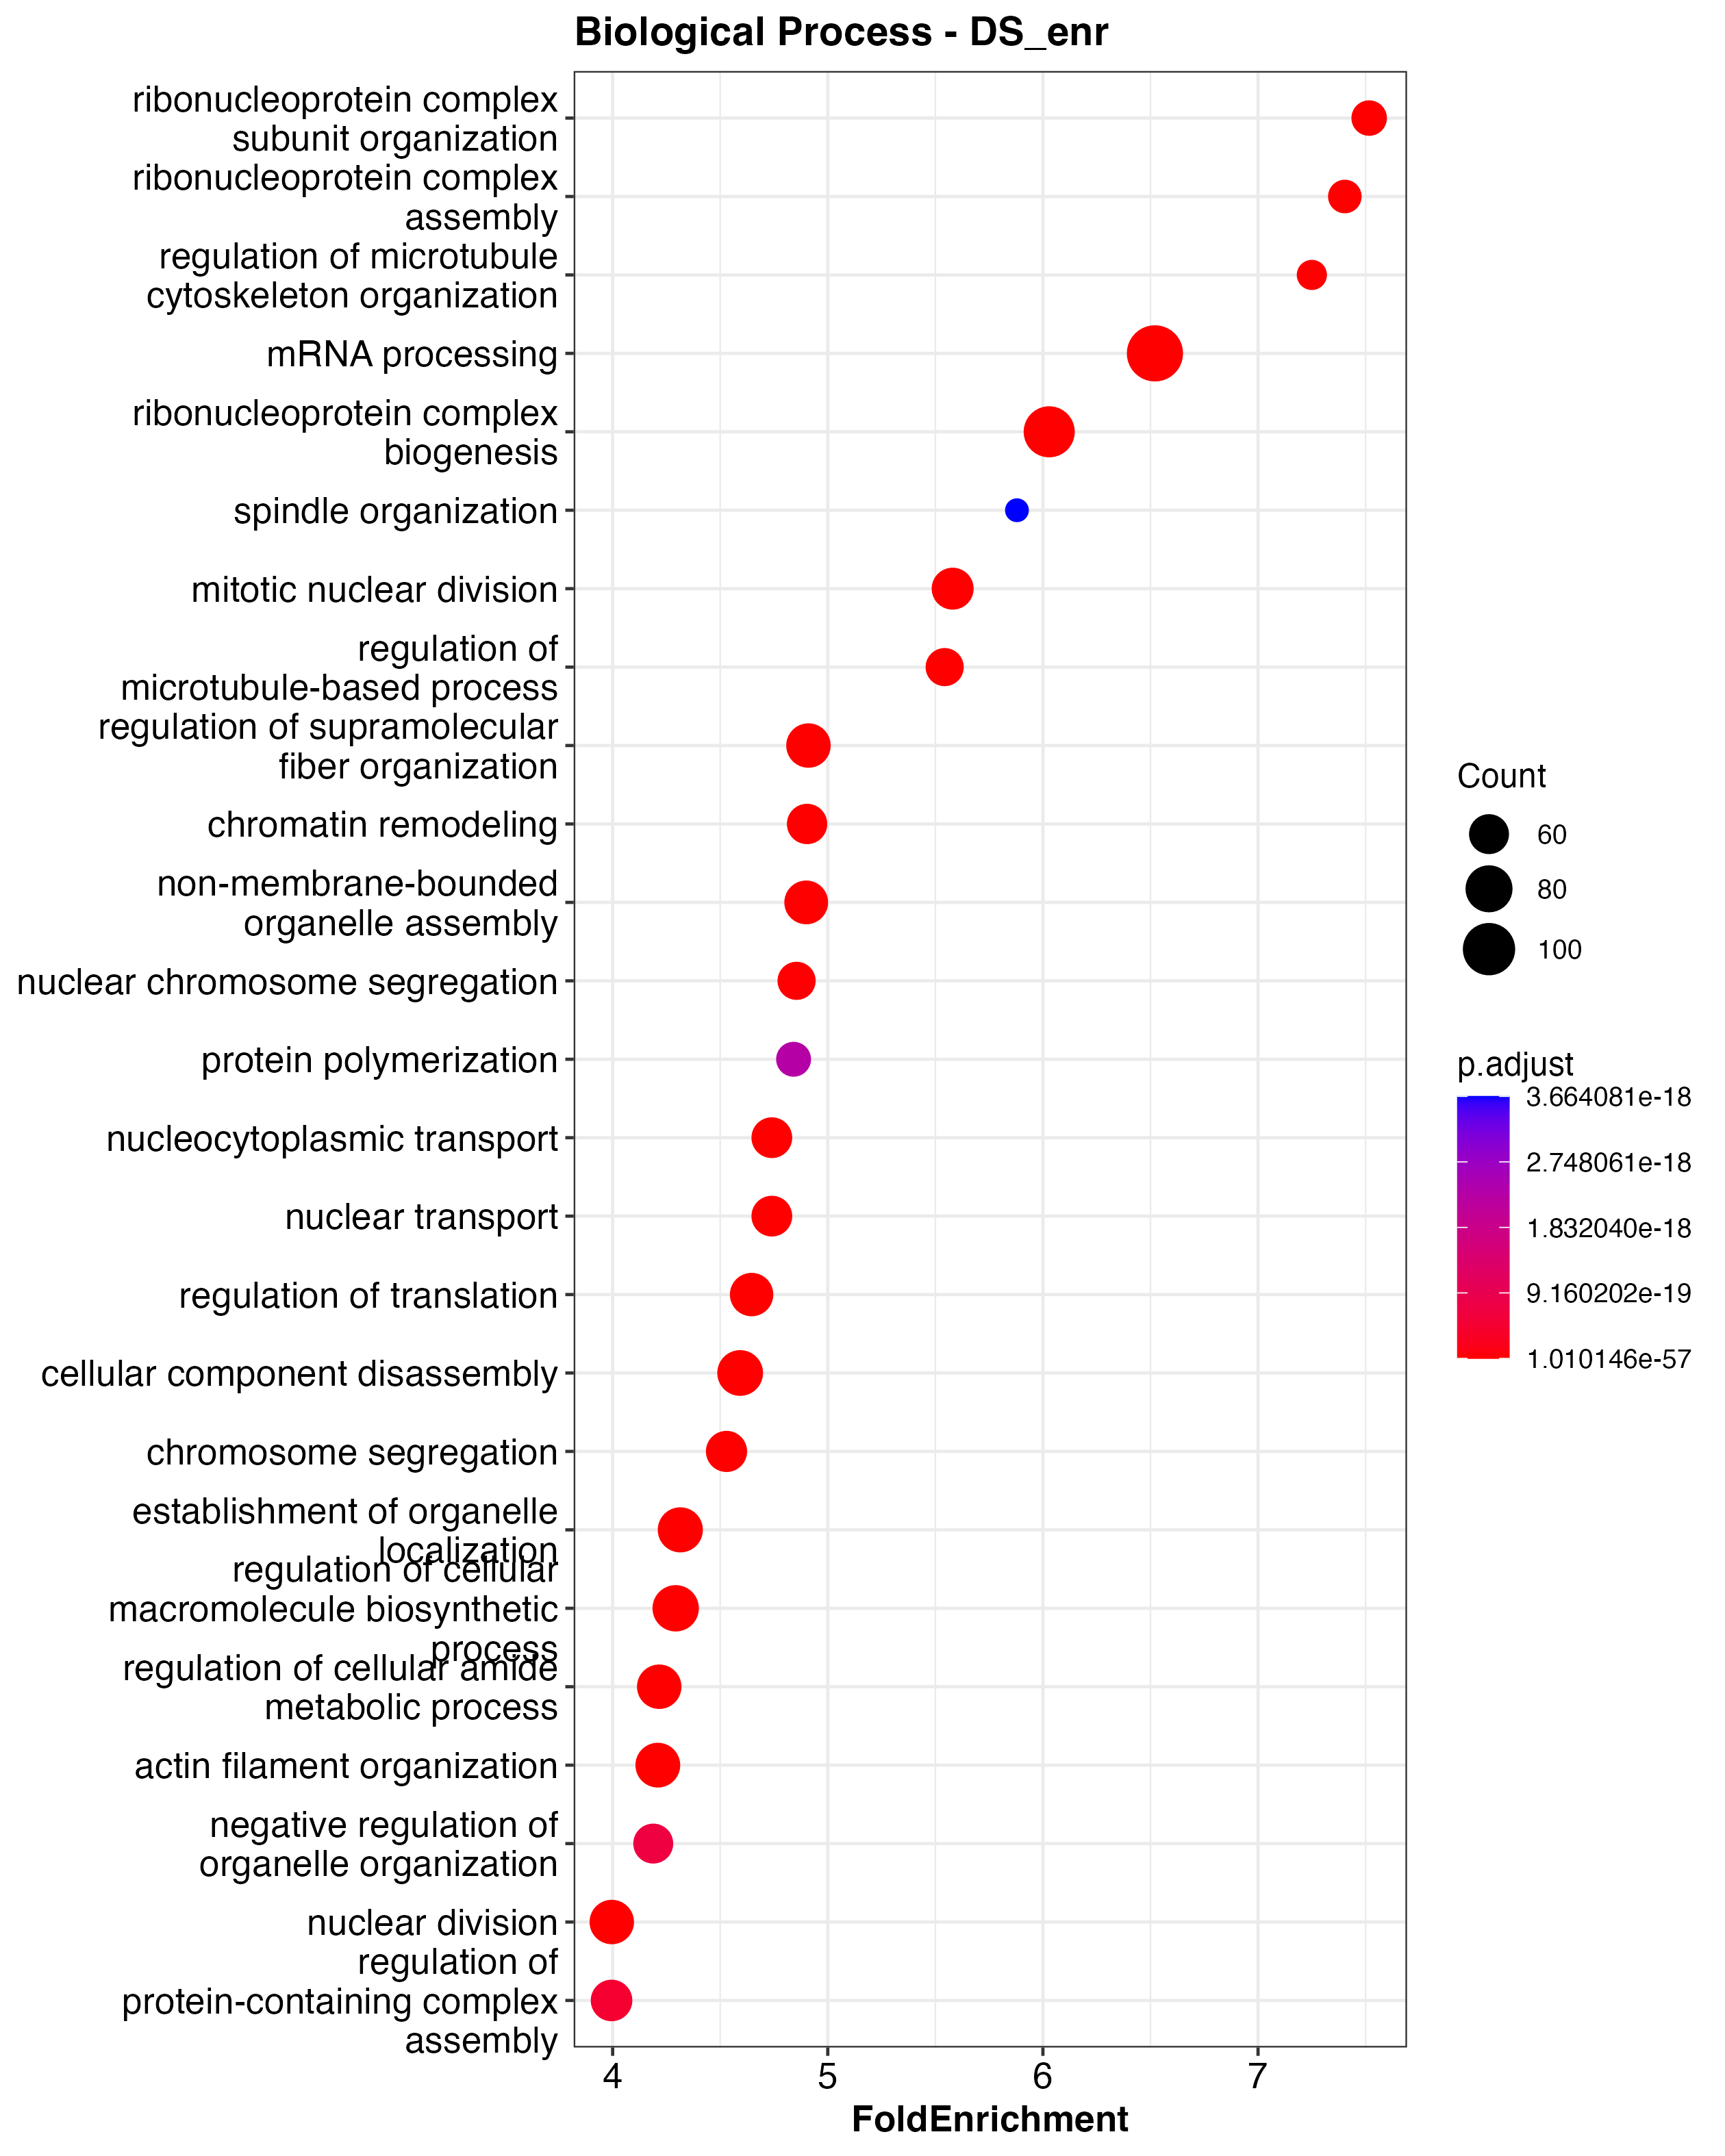 Biological Process - DS_enr
ribonucleoprotein complex
subunit organization
ribonucleoprotein complex
assembly
regulation of microtubule
cytoskeleton organization
mRNA processing
ribonucleoprotein complex
biogenesis
spindle organization
mitotic nuclear division
regulation of
microtubule-based process
regulation of supramolecular
fiber organization
chromatin remodeling
non-membrane-bounded
organelle assembly
nuclear chromosome segregation
protein polymerization
nucleocytoplasmic transport
nuclear transport
regulation of translation
cellular component disassembly
chromosome segregation
establishment of organelle
localization
regulation of cellular
macromolecule biosynthetic
process
regulation of cellular amide
metabolic process
actin filament organization
negative regulation of
organelle organization
nuclear division
regulation of
protein-containing complex
assembly
4
5
6
7
FoldEnrichment
Count
60
80
100
p.adjust
3.664081e-18
2.748061e-18
1.832040e-18
9.160202e-19
1.010146e-57